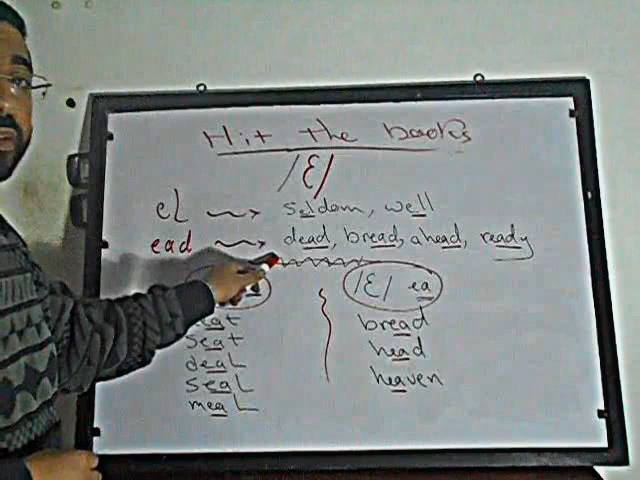 Hit the books
/ɛ/
el → seldom, well
ead → dead, bread, ahead, ready
/ɛ/ ea
seat
bread
deal
head
seal
heaven
meal